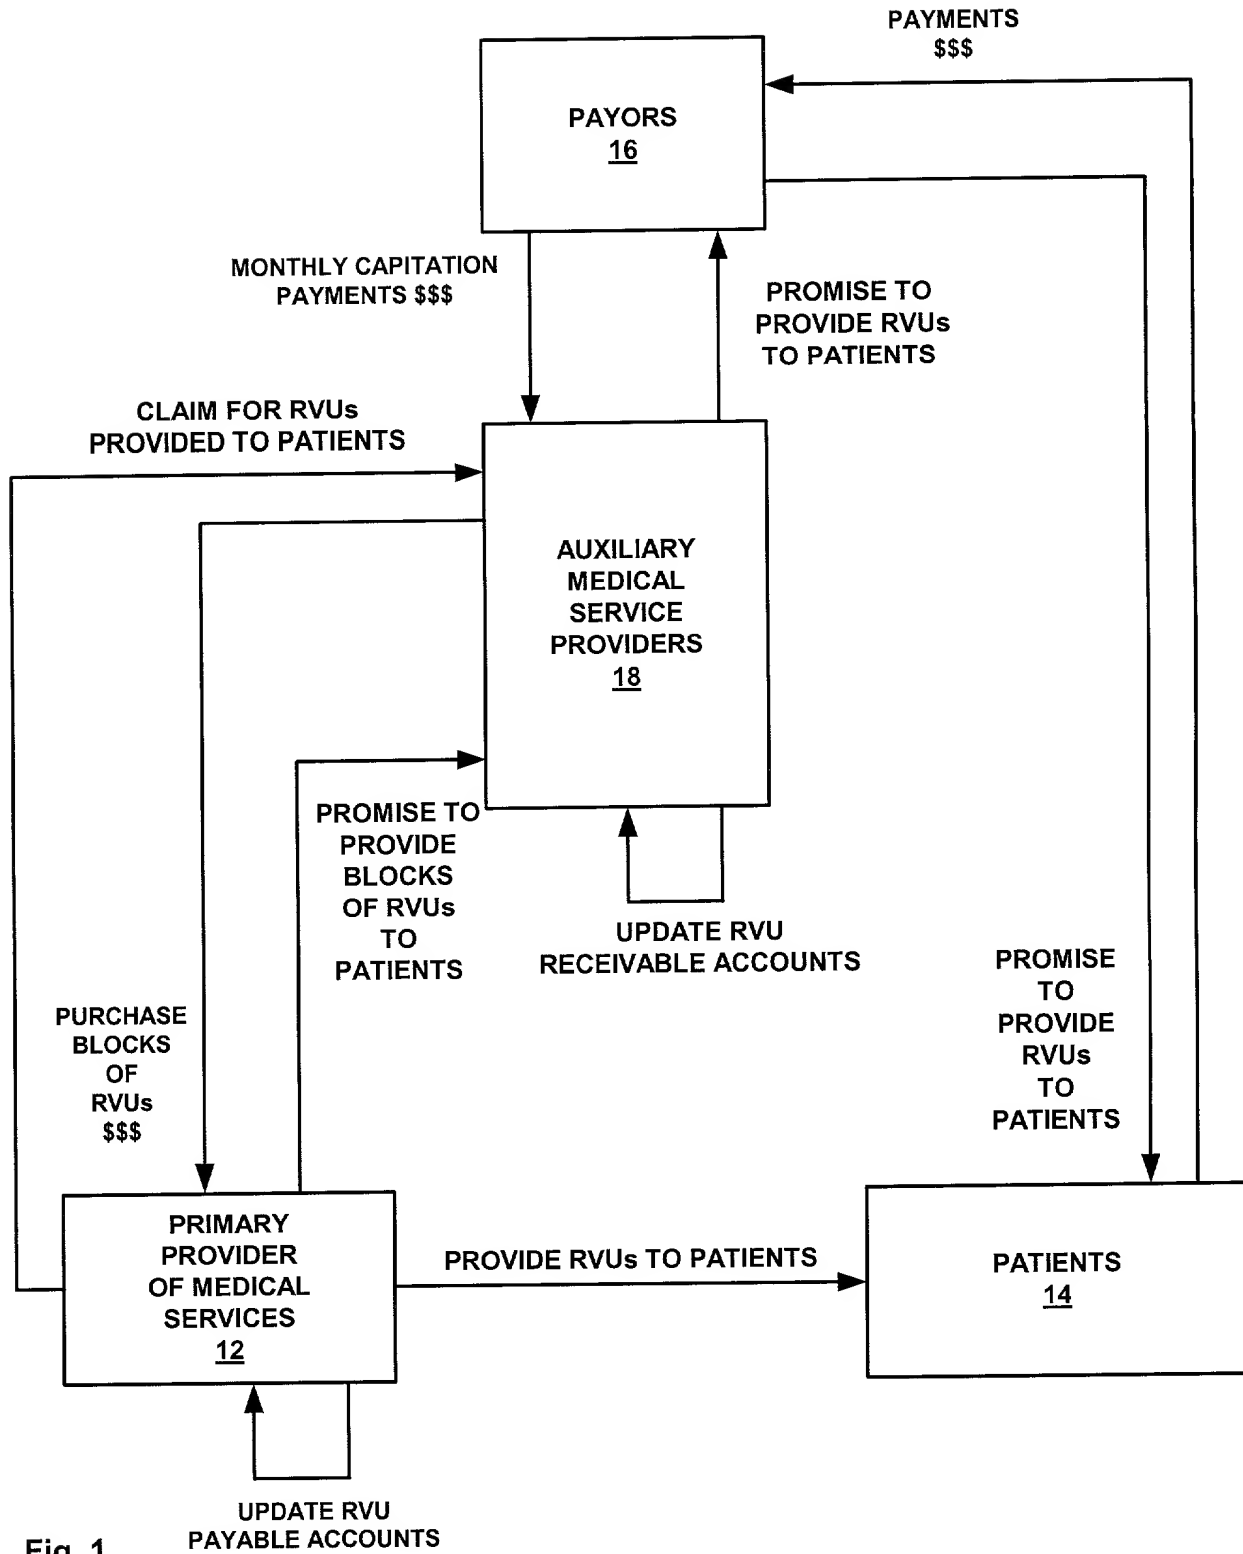 PAYMENTS
$$$
PAYORS
16
MONTHLY CAPITATION
PAYMENTS $$$
PROMISE TO
PROVIDE RVUs
TO PATIENTS
CLAIM FOR RVUs
PROVIDED TO PATIENTS
AUXILIARY
MEDICAL
SERVICE
PROVIDERS
18
PROMISE TO
PROVIDE
BLOCKS
OF RVUs
TO
PATIENTS
UPDATE RVU
RECEIVABLE ACCOUNTS
PROMISE
TO
PROVIDE
RVUs
TO
PATIENTS
PURCHASE
BLOCKS
OF
RVUs
$$$
PRIMARY
PROVIDER
OF MEDICAL
SERVICES
12
PROVIDE RVUs TO PATIENTS
PATIENTS
14
UPDATE RVU
PAYABLE ACCOUNTS
Fig. 1